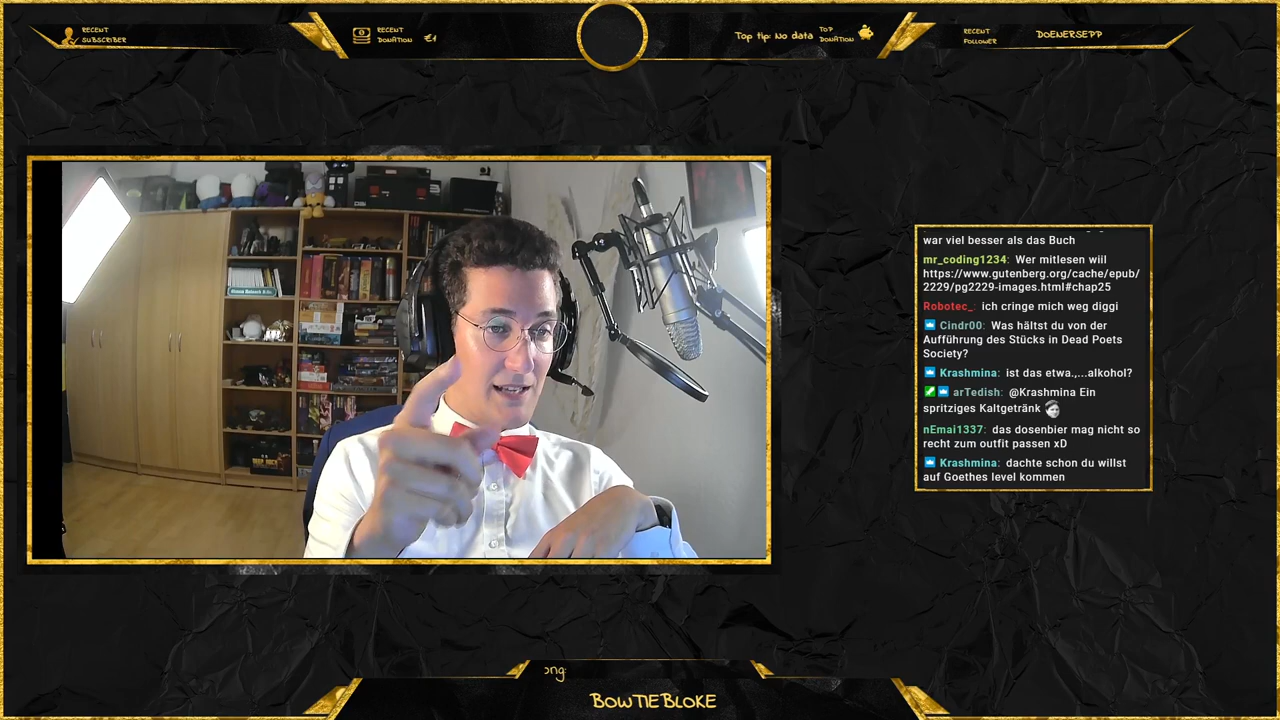 RECENT
SUBSCRIBER
RECENT
DONATION
€1
Top tip: No data
TOP
DONATION
RECENT
FOLLOWER
DOENERSEPP
war viel besser als das Buch
mr_coding1234: Wer mitlesen wiil
https://www.gutenberg.org/cache/epub/
2229/pg2229-images.html#chap25
Robotec_: ich cringe mich weg diggi
Cindr00: Was hältst du von der
Aufführung des Stücks in Dead Poets
Society?
Krashmina: ist das etwa.,...alkohol?
arTedish: @Krashmina Ein
spritziges Kaltgetränk
nEmai1337: das dosenbier mag nicht so
recht zum outfit passen xD
Krashmina: dachte schon du willst
auf Goethes level kommen
DEEP ROCK
ong:
BOWTIEBLOKE